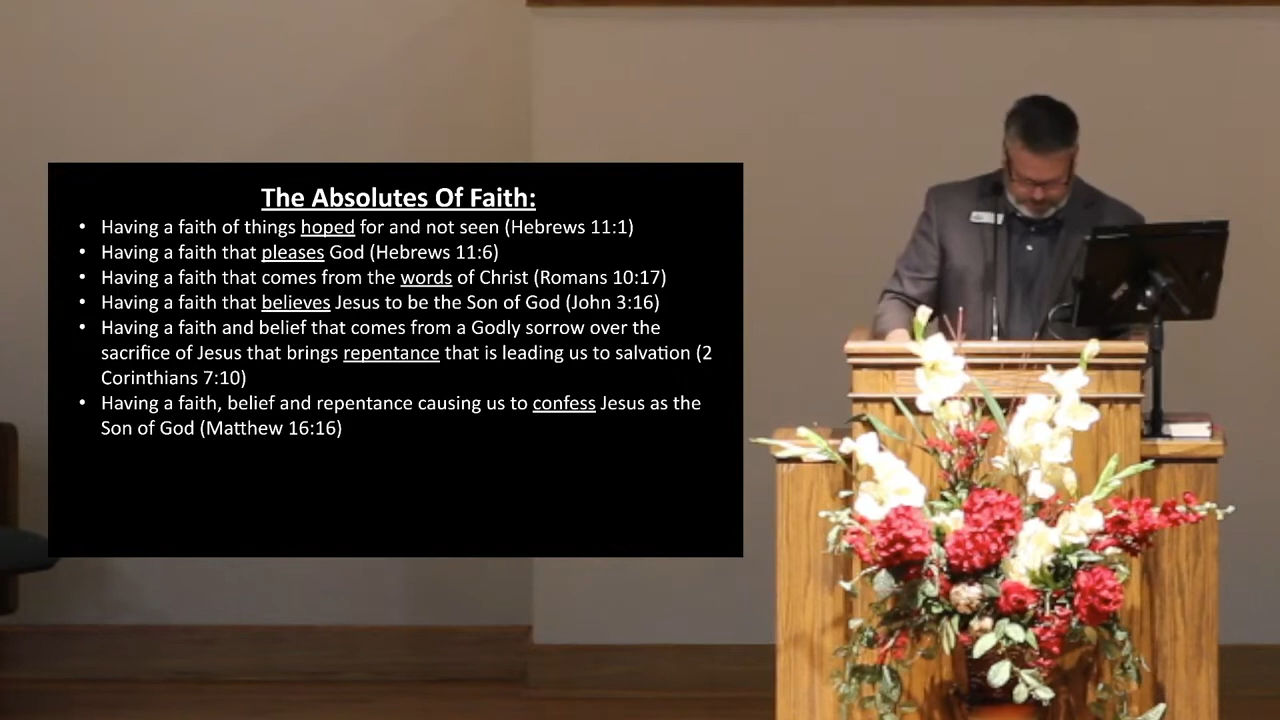 The Absolutes Of Faith:
• Having a faith of things hoped for and not seen (Hebrews 11:1)
• Having a faith that pleases God (Hebrews 11:6)
• Having a faith that comes from the words of Christ (Romans 10:17)
• Having a faith that believes Jesus to be the Son of God (John 3:16)
• Having a faith and belief that comes from a Godly sorrow over the
sacrifice of Jesus that brings repentance that is leading us to salvation (2
Corinthians 7:10)
• Having a faith, belief and repentance causing us to confess Jesus as the
Son of God (Matthew 16:16)